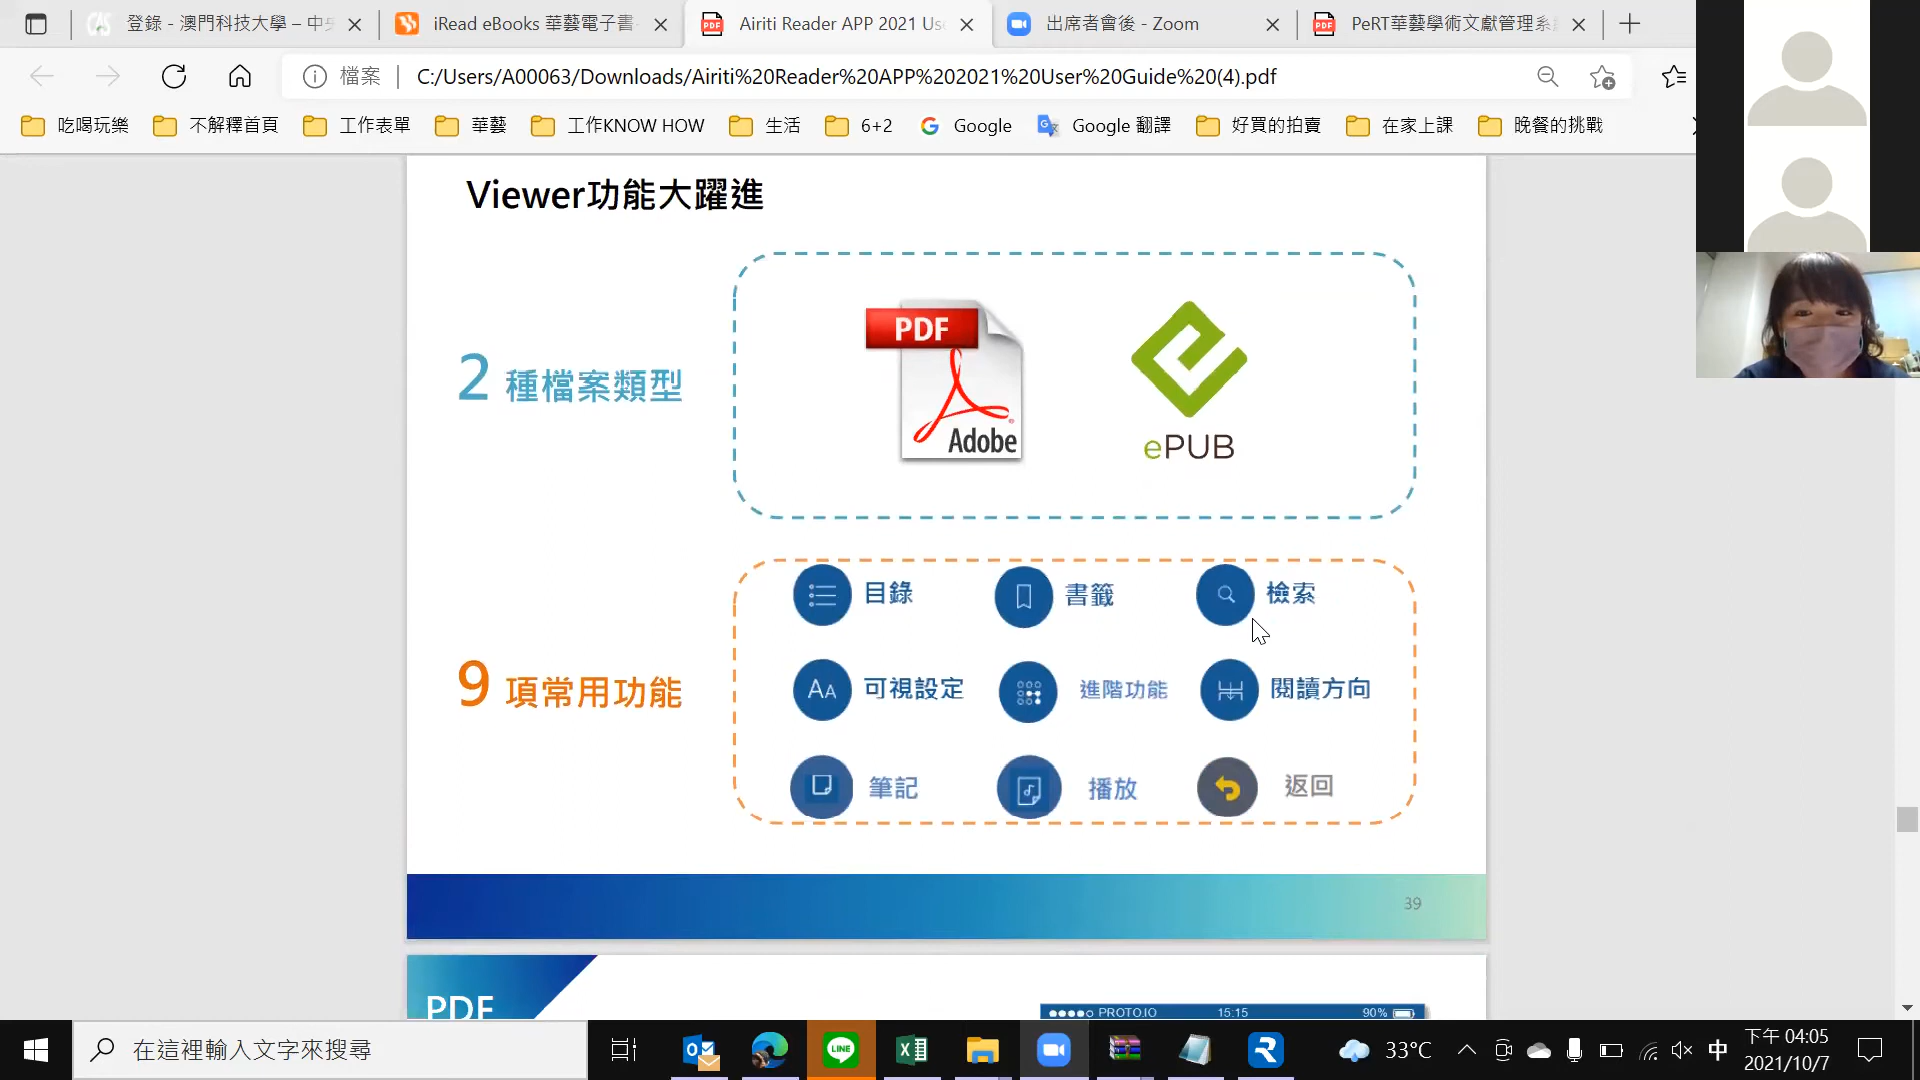 登錄 - 澳門科技大學 – 中
iRead eBooks 華藝電子書
Airiti Reader APP 2021 Us
出席者會後 - Zoom
PeRT華藝學術文獻管理系
檔案
C:/Users/A00063/Downloads/Airiti%20Reader%20APP%202021%20User%20Guide%20(4).pdf
吃喝玩樂
不解釋首頁
工作表單
華藝
工作KNOW HOW
生活
6+2
Google
Google 翻譯
好買的拍賣
在家上課
晚餐的挑戰
Viewer功能大躍進
2 種檔案類型
PDF
Adobe
ePUB
9 項常用功能
目錄
書籤
檢索
可視設定
進階功能
閱讀方向
筆記
播放
返回
39
PDF
PROTO.IO
15:15
90%
在這裡輸入文字來搜尋
LINE
33°C
中
下午 04:05
2021/10/7